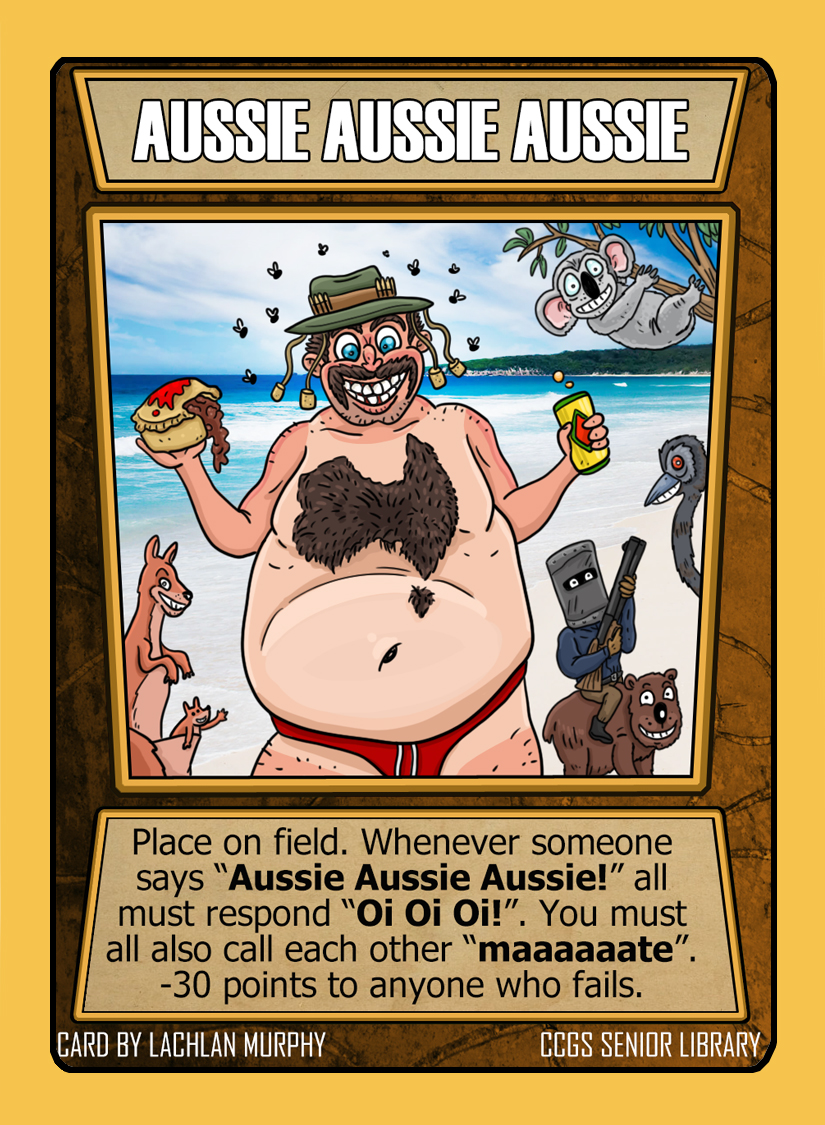 AUSSIE AUSSIE AUSSIE
Place on field. Whenever someone
says “Aussie Aussie Aussie!” all
must respond “Oi Oi Oi!”. You must
all also call each other “maaaaaate”.
-30 points to anyone who fails.
CARD BY LACHLAN MURPHY
CCGS SENIOR LIBRARY